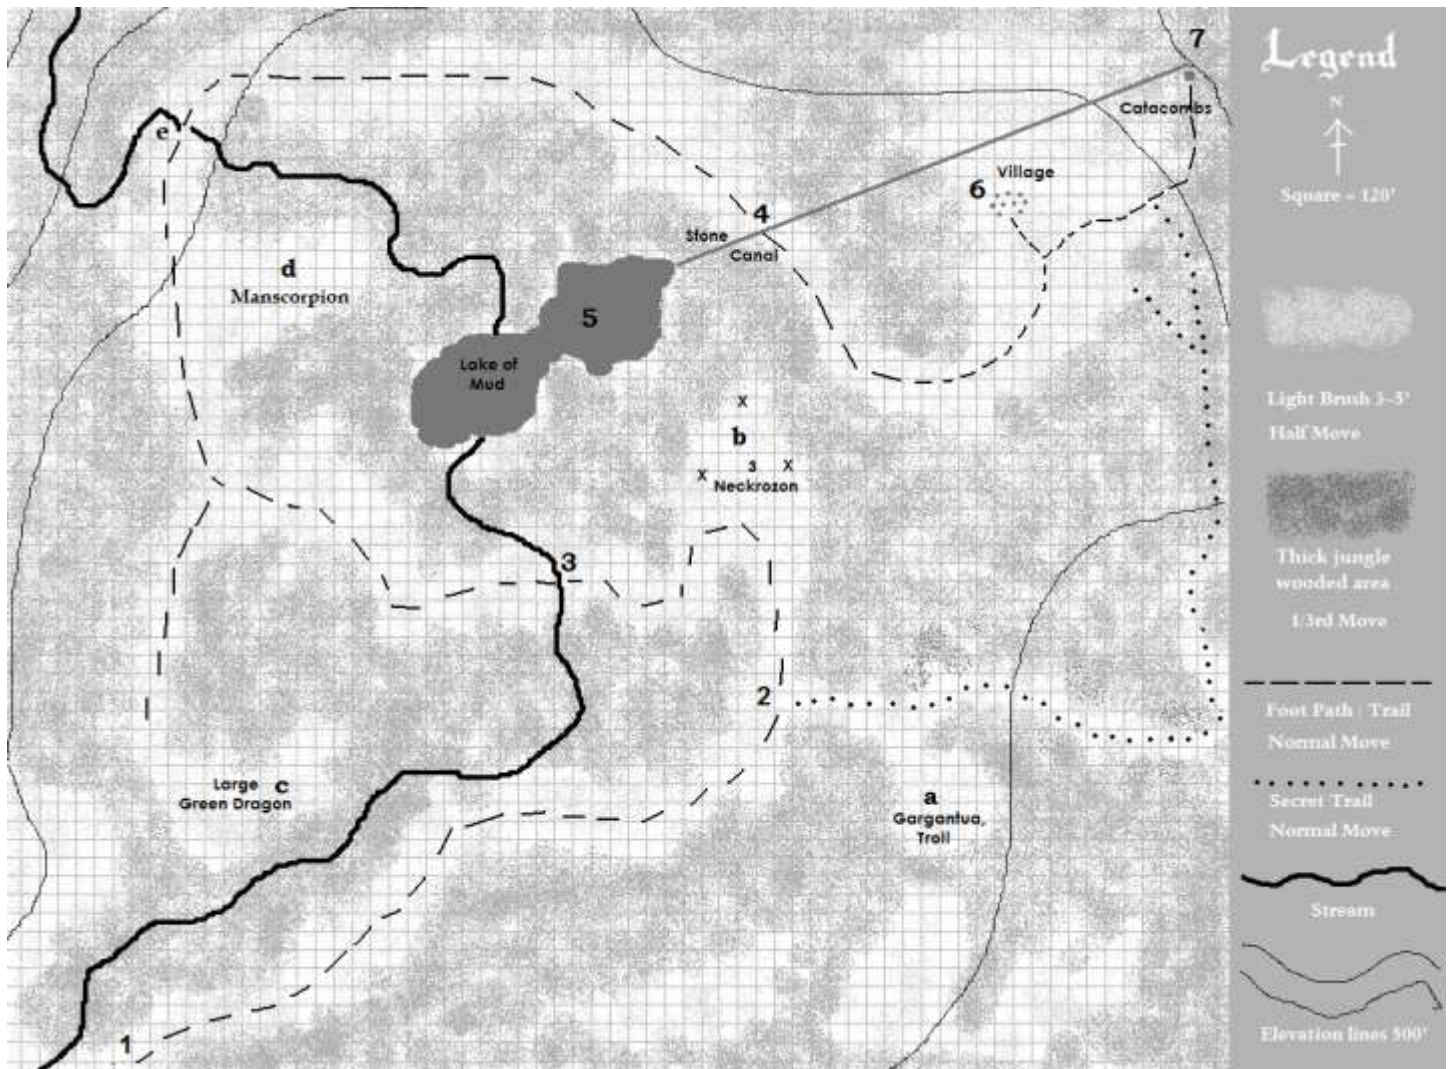 7
Catacombs
e
Village
6
4
Stone
Canal
d
Manscorpion
5
Lake of
Mud
X
b
X 3 X
Neckrozon
3
2
Large c
Green Dragon
a
Gargantua,
Troll
1
Legend
N
Square = 120'
Light Brush 3-5'
Half Move
Thick jungle
wooded area
1/3rd Move
Foot Path | Trail
Normal Move
Secret Trail
Normal Move
Stream
Elevation lines 500'